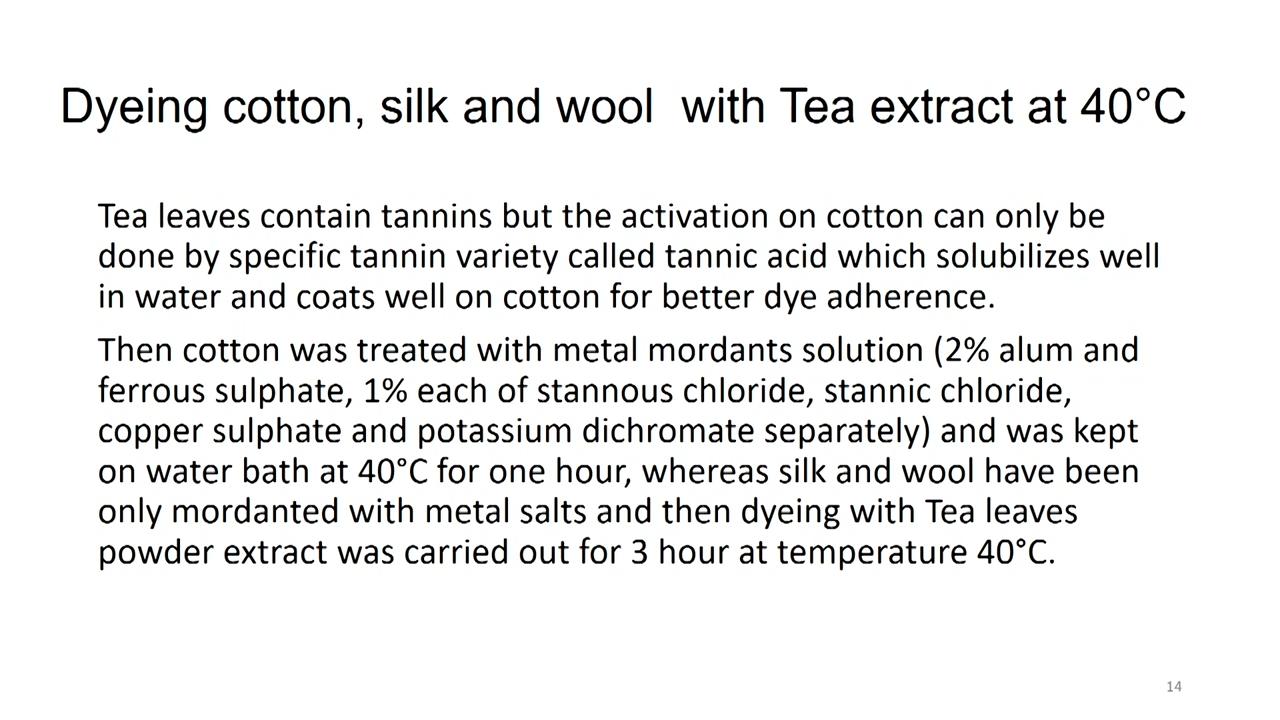 Dyeing cotton, silk and wool  with Tea extract at 40°C
Tea leaves contain tannins but the activation on cotton can only be
done by specific tannin variety called tannic acid which solubilizes well
in water and coats well on cotton for better dye adherence.
Then cotton was treated with metal mordants solution (2% alum and
ferrous sulphate, 1% each of stannous chloride, stannic chloride,
copper sulphate and potassium dichromate separately) and was kept
on water bath at 40°C for one hour, whereas silk and wool have been
only mordanted with metal salts and then dyeing with Tea leaves
powder extract was carried out for 3 hour at temperature 40°C.
14